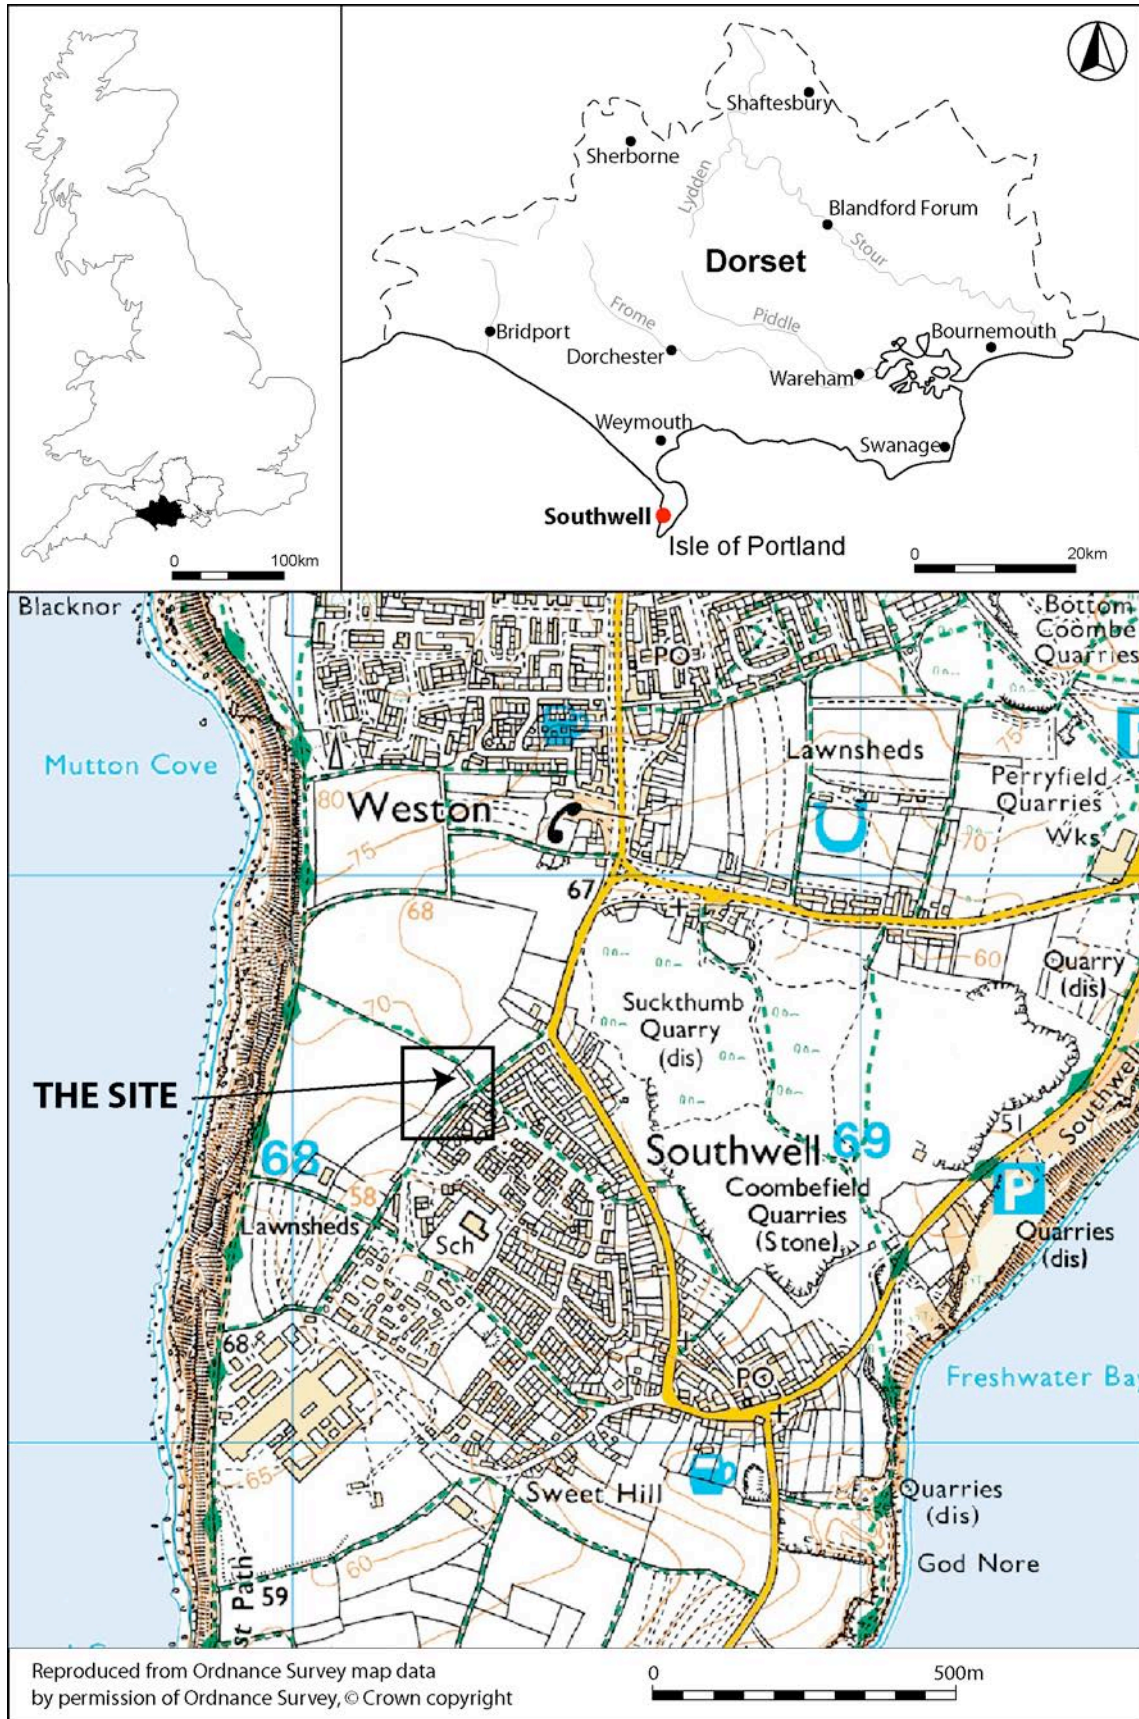 0
100km
Shaftesbury
Sherborne
Lydden
Blandford Forum
Stour
Dorset
Bridport
Frome
Piddle
Bournemouth
Dorchester
Wareham
Weymouth
Swanage
Southwell
Isle of Portland
0
20km
Blacknor
PO
Bottom
Coombe
Quarries
Mutton Cove
Lawnsheds
75
80
Weston
Perryfield
Quarries
Wks
70
75
67
68
60
Quarry
(dis)
70
Suckthumb
Quarry
(dis)
THE SITE
Southwell
51
68
Southwell
69
P
58
Coombefield
Quarries
(Stone)
Lawnsheds
Sch
Quarries
(dis)
68
PO
Freshwater Bay
65
Sweet Hill
Quarries
(dis)
60
God Nore
59
st Path
Reproduced from Ordnance Survey map data
by permission of Ordnance Survey, © Crown copyright
0
500m